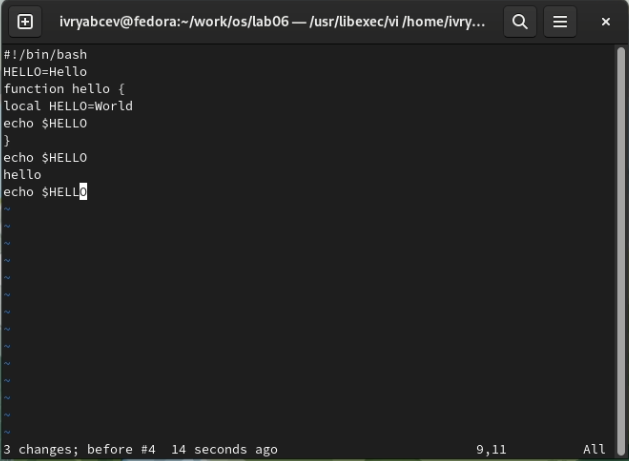 ivryabcev@fedora:~/work/os/lab06 — /usr/libexec/vi /home/ivry...
#!/bin/bash
HELLO=Hello
function hello {
local HELLO=World
echo $HELLO
}
echo $HELLO
hello
echo $HELLO
~
~
~
~
~
~
~
~
~
~
~
~
~
~
3 changes; before #4  14 seconds ago 9,11 All